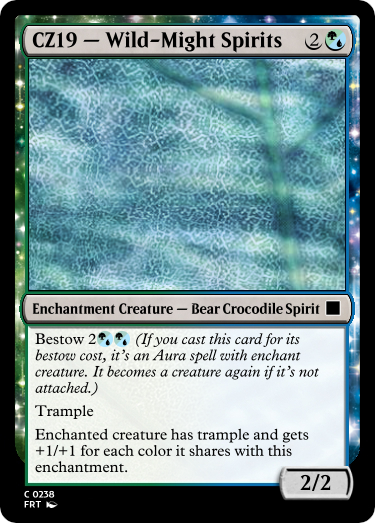 CZ19 — Wild-Might Spirits 2
Enchantment Creature — Bear Crocodile Spirit
Bestow 2 (If you cast this card for its
bestow cost, it's an Aura spell with enchant
creature. It becomes a creature again if it's not
attached.)
Trample
Enchanted creature has trample and gets
+1/+1 for each color it shares with this
enchantment.
2/2
C 0238
FRT